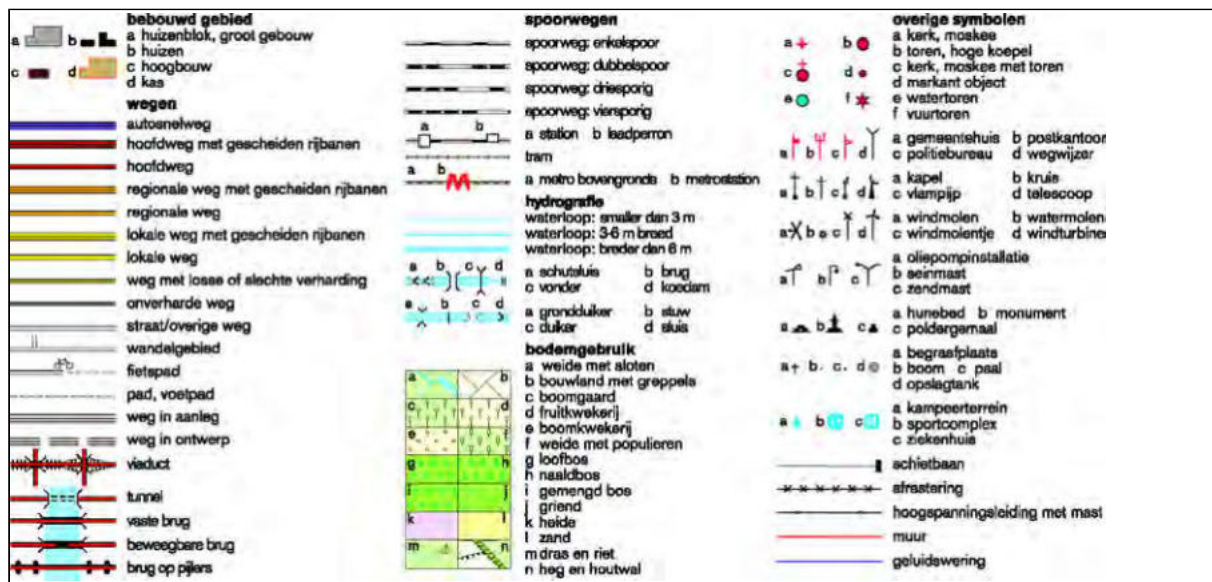 bebouwd gebied
a b a huizenblok, groot gebouw
b huizen
c d c hoogbouw
d kas
wegen
autosnelweg
hoofdweg met gescheiden rijbanen
hoofdweg
regionale weg met gescheiden rijbanen
regionale weg
lokale weg met gescheiden rijbanen
lokale weg
weg met losse of slechte verharding
onverharde weg
straat/overige weg
wandelgebied
fietspad
pad, voetpad
weg in aanleg
weg in ontwerp
viaduct
tunnel
vaste brug
beweegbare brug
brug op pijlers
spoorwegen
spoorweg: enkelspoor
spoorweg: dubbelspoor
spoorweg: driesporig
spoorweg: viersporig
a b
a station b laadperron
tram
a b
a metro bovengronds b metrostation
hydrografie
waterloop: smaller dan 3 m
waterloop: 3-6 m breed
waterloop: breder dan 6 m
a b c d
a schutsluis b brug
c vonder d koedam
a b c d
a grondduiker b stuw
c duiker d sluis
bodemgebruik
a b a weide met sloten
b bouwland met greppels
c d c boomgaard
d fruitkwekerij
e f e boomkwekerij
f weide met populieren
g h g loofbos
h naaldbos
i j i gemengd bos
j griend
k l k heide
l zand
m n m dras en riet
n heg en houtwal
overige symbolen
a b a kerk, moskee
b toren, hoge koepel
c d c kerk, moskee met toren
d markant object
e f e watertoren
f vuurtoren
a b c d
a gemeentehuis b postkantoor
c politiebureau d wegwijzer
a b c d
a kapel b kruis
c vlampijp d telescoop
a b c d
a windmolen b watermolen
c windmolentje d windturbine
a b c
a oliepompinstallatie
b seinmast
c zendmast
a b c
a hunebed b monument
c poldergemaal
a b c d
a begraafplaats
b boom c paal
d opslagtank
a b c
a kampeerterrein
b sportcomplex
c ziekenhuis
schietbaan
afrastering
hoogspanningsleiding met mast
muur
geluidswering